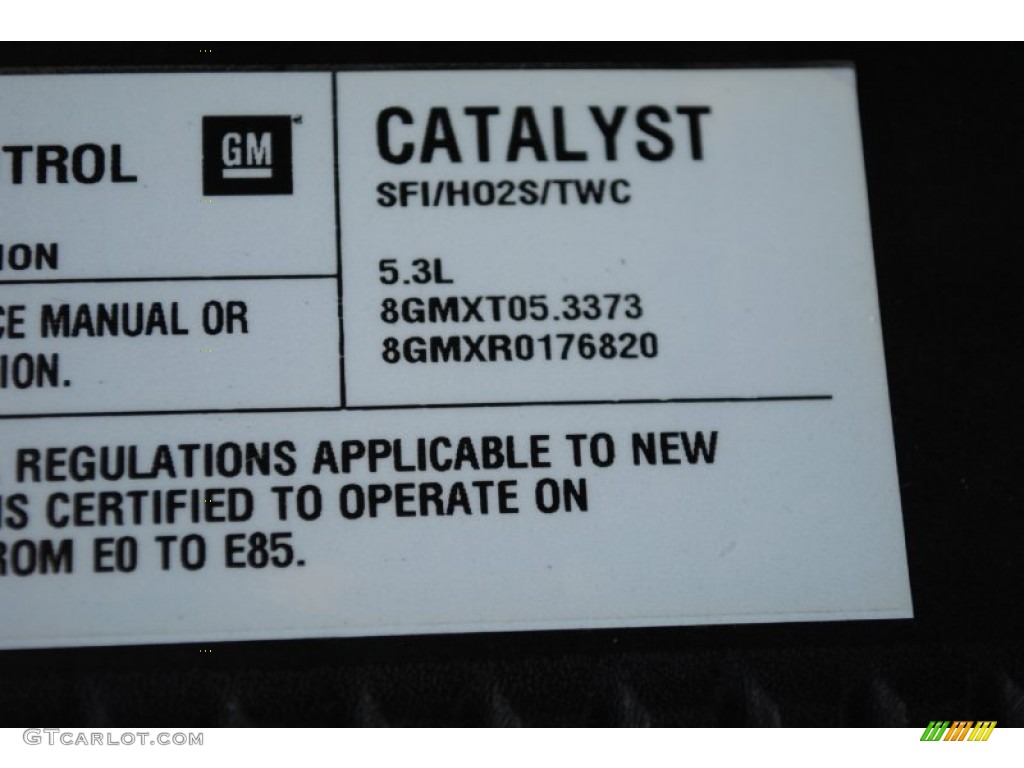 TROL
GM
ION
CE MANUAL OR
ION.
CATALYST
SFI/HO2S/TWC
5.3L
8GMXT05.3373
8GMXR0176820
REGULATIONS APPLICABLE TO NEW
IS CERTIFIED TO OPERATE ON
ROM E0 TO E85.
GTCARLOT.COM